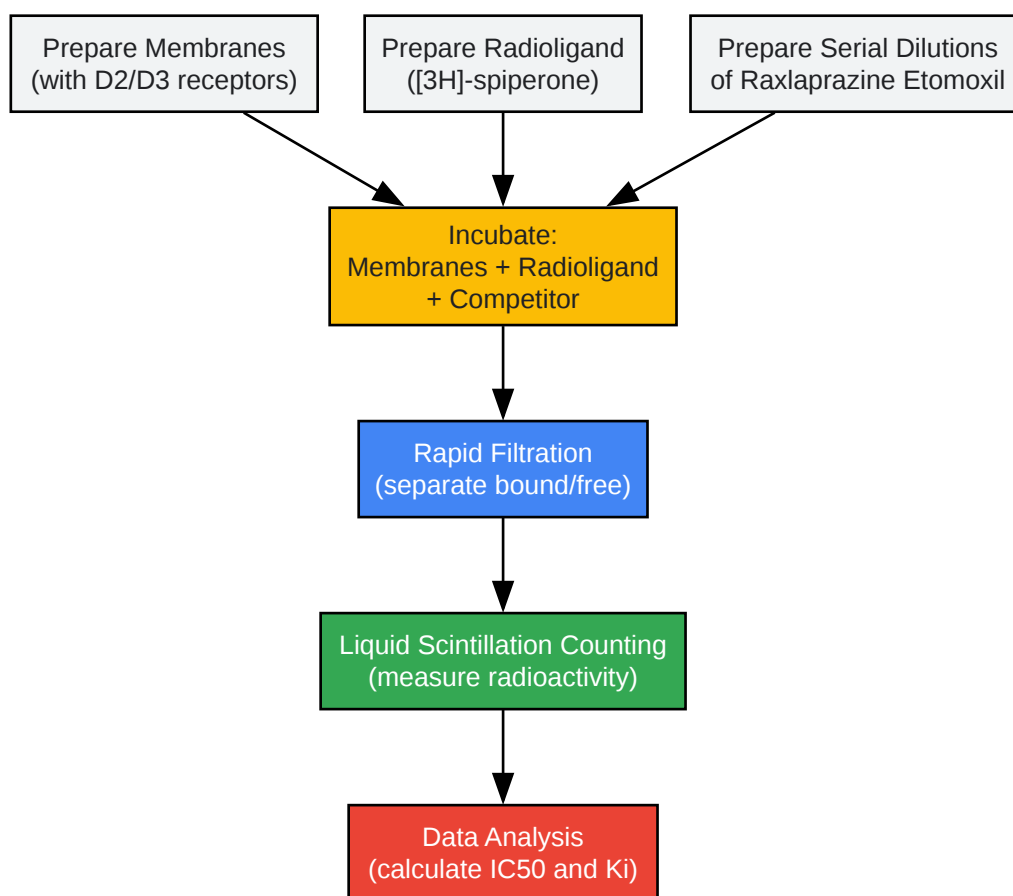 Prepare Membranes
(with D2/D3 receptors)
Prepare Radioligand
([3H]-spiperone)
Prepare Serial Dilutions
of Raxlaprazine Etomoxil
Incubate:
Membranes + Radioligand
+ Competitor
Rapid Filtration
(separate bound/free)
Liquid Scintillation Counting
(measure radioactivity)
Data Analysis
(calculate IC50 and Ki)